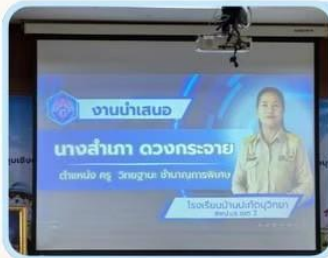 งานนำเสนอ
นางสำเภา ดวงกระจาย
ตำแหน่ง ครู วิทยฐานะ ชำนาญการพิเศษ
โรงเรียนบ้านปะทัดบุวิทยา